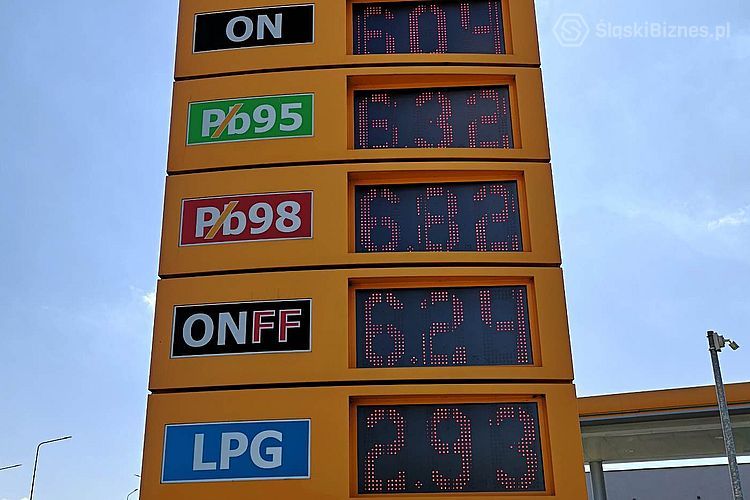 ŚląskiBiznes.pl
ON 6.04
Pb95 6.32
Pb98 6.82
ONFF 6.24
LPG 2.93